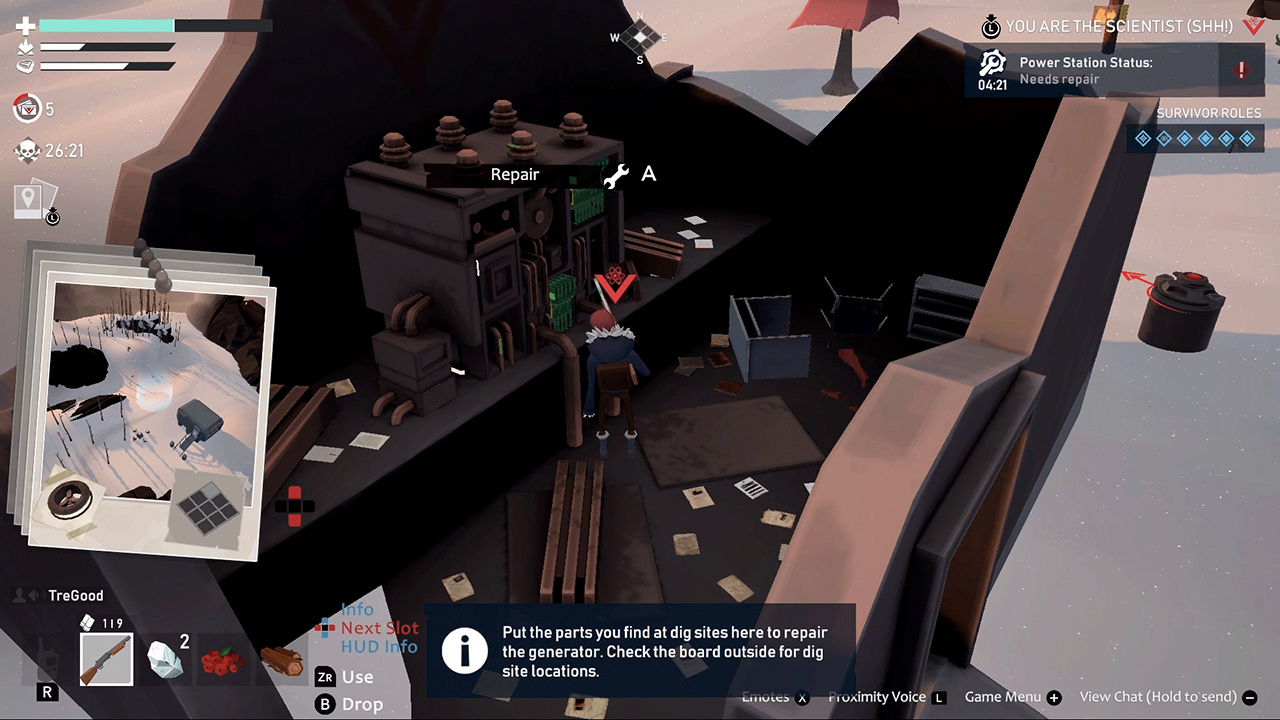 N
W E
S
YOU ARE THE SCIENTIST (SHH!)
Power Station Status:
Needs repair
04:21
SURVIVOR ROLES
5
26:21
Repair A
TreGood
119
2
R
Info
Next Slot
HUD Info
ZR Use
B Drop
Put the parts you find at dig sites here to repair
the generator. Check the board outside for dig
site locations.
Emotes X Proximity Voice L Game Menu + View Chat (Hold to send) −